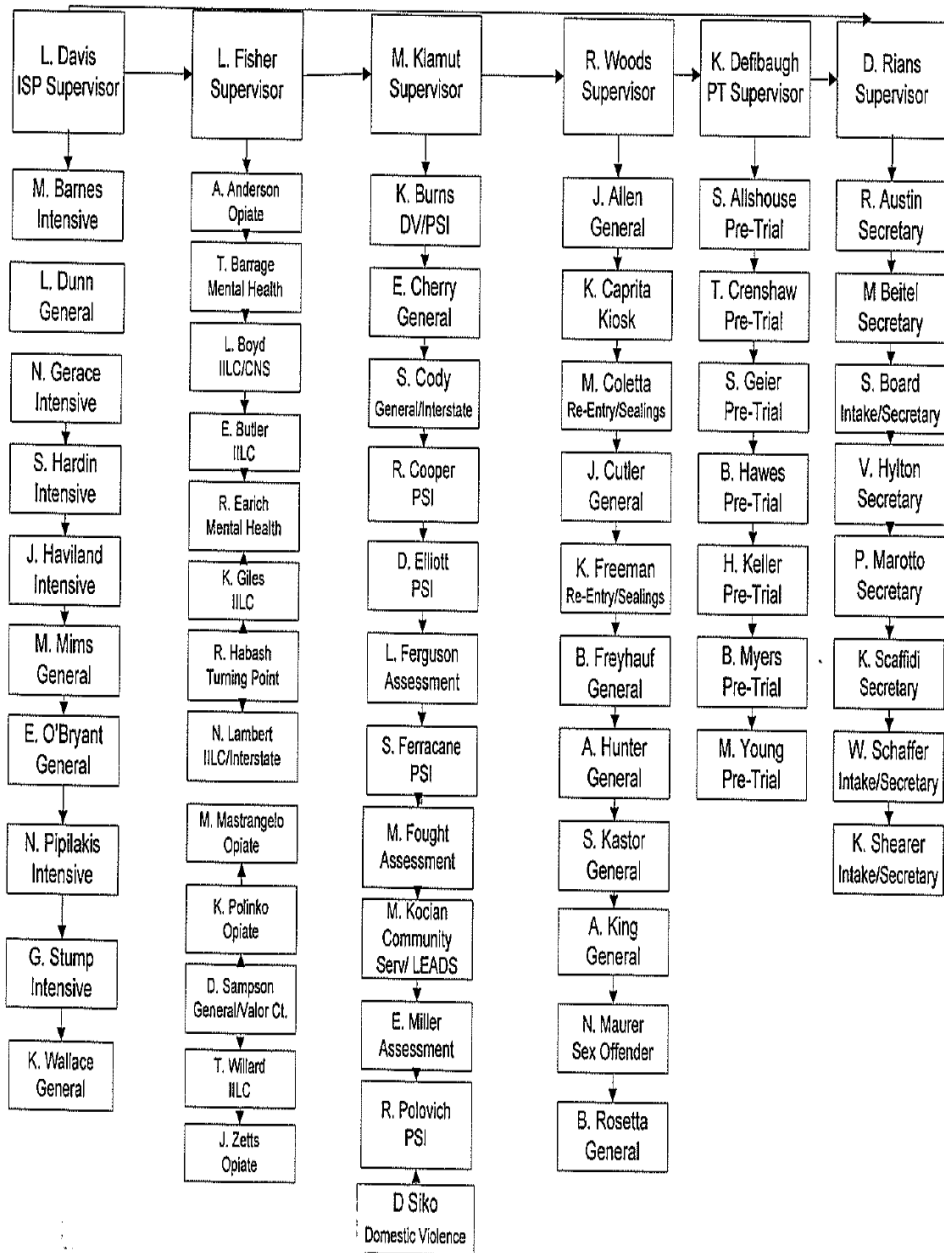 L. Davis
ISP Supervisor
M. Barnes
Intensive
L. Dunn
General
N. Gerace
Intensive
S. Hardin
Intensive
J. Haviland
Intensive
M. Mims
General
E. O'Bryant
General
N. Pipilakis
Intensive
G. Stump
Intensive
K. Wallace
General
L. Fisher
Supervisor
A. Anderson
Opiate
T. Barrage
Mental Health
L. Boyd
IILC/CNS
E. Butler
IILC
R. Earich
Mental Health
K. Giles
IILC
R. Habash
Turning Point
N. Lambert
IILC/Interstate
M. Mastrangelo
Opiate
K. Polinko
Opiate
D. Sampson
General/Valor Ct.
T. Willard
IILC
J. Zetts
Opiate
M. Klamut
Supervisor
K. Burns
DV/PSI
E. Cherry
General
S. Cody
General/Interstate
R. Cooper
PSI
D. Elliott
PSI
L. Ferguson
Assessment
S. Ferracane
PSI
M. Fought
Assessment
M. Kocian
Community
Serv/ LEADS
E. Miller
Assessment
R. Polovich
PSI
D Siko
Domestic Violence
R. Woods
Supervisor
J. Allen
General
K. Caprita
Kiosk
M. Coletta
Re-Entry/Sealings
J. Cutler
General
K. Freeman
Re-Entry/Sealings
B. Freyhauf
General
A. Hunter
General
S. Kastor
General
A. King
General
N. Maurer
Sex Offender
B. Rosetta
General
K. Defibaugh
PT Supervisor
S. Alishouse
Pre-Trial
T. Crenshaw
Pre-Trial
S. Geier
Pre-Trial
B. Hawes
Pre-Trial
H. Keller
Pre-Trial
B. Myers
Pre-Trial
M. Young
Pre-Trial
D. Rians
Supervisor
R. Austin
Secretary
M Beitel
Secretary
S. Board
Intake/Secretary
V. Hylton
Secretary
P. Marotto
Secretary
K. Scaffidi
Secretary
W. Schaffer
Intake/Secretary
K. Shearer
Intake/Secretary